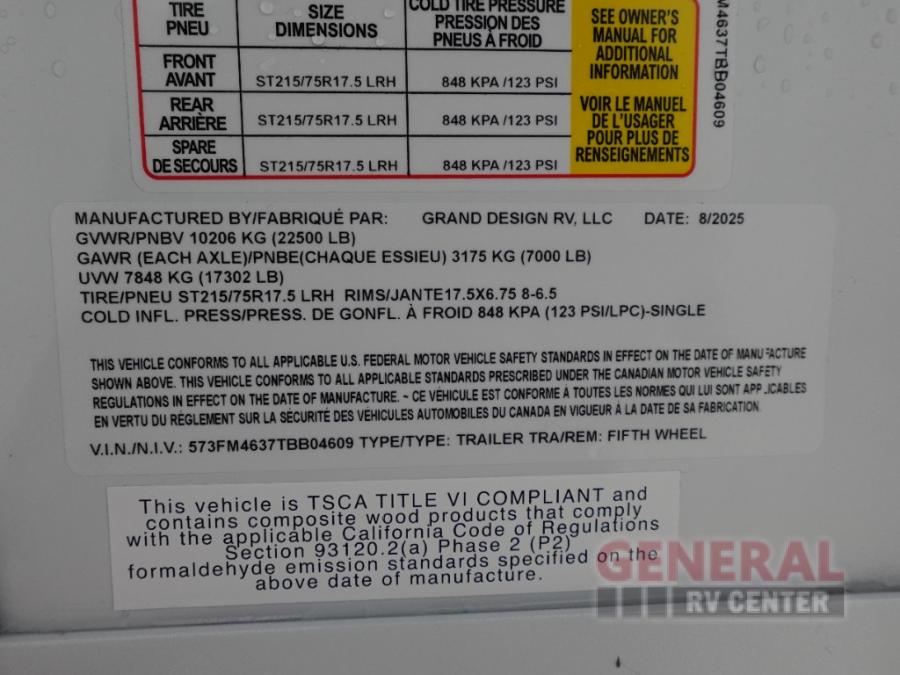 TIRE SIZE COLD TIRE PRESSURE
PNEU DIMENSIONS PRESSION DES
PNEUS À FROID
FRONT
AVANT ST215/75R17.5 LRH 848 KPA /123 PSI
REAR
ARRIÈRE ST215/75R17.5 LRH 848 KPA /123 PSI
SPARE
DE SECOURS ST215/75R17.5 LRH 848 KPA /123 PSI
SEE OWNER'S
MANUAL FOR
ADDITIONAL
INFORMATION
VOIR LE MANUEL
DE L'USAGER
POUR PLUS DE
RENSEIGNEMENTS
M4637TBB04609
MANUFACTURED BY/FABRIQUÉ PAR: GRAND DESIGN RV, LLC DATE: 8/2025
GVWR/PNBV 10206 KG (22500 LB)
GAWR (EACH AXLE)/PNBE(CHAQUE ESSIEU) 3175 KG (7000 LB)
UVW 7848 KG (17302 LB)
TIRE/PNEU ST215/75R17.5 LRH RIMS/JANTE17.5X6.75 8-6.5
COLD INFL. PRESS/PRESS. DE GONFL. À FROID 848 KPA (123 PSI/LPC)-SINGLE
THIS VEHICLE CONFORMS TO ALL APPLICABLE U.S. FEDERAL MOTOR VEHICLE SAFETY STANDARDS IN EFFECT ON THE DATE OF MANUFACTURE
SHOWN ABOVE. THIS VEHICLE CONFORMS TO ALL APPLICABLE STANDARDS PRESCRIBED UNDER THE CANADIAN MOTOR VEHICLE SAFETY
REGULATIONS IN EFFECT ON THE DATE OF MANUFACTURE. ~ CE VÉHICULE EST CONFORME À TOUTES LES NORMES QUI LUI SONT APPLICABLES
EN VERTU DU RÈGLEMENT SUR LA SÉCURITÉ DES VÉHICULES AUTOMOBILES DU CANADA EN VIGUEUR À LA DATE DE SA FABRICATION.
V.I.N./N.I.V.: 573FM4637TBB04609 TYPE/TYPE: TRAILER TRA/REM: FIFTH WHEEL
This vehicle is TSCA TITLE VI COMPLIANT and
contains composite wood products that comply
with the applicable California Code of Regulations
Section 93120.2(a) Phase 2 (P2)
formaldehyde emission standards specified on the
above date of manufacture.
GENERAL
RV CENTER